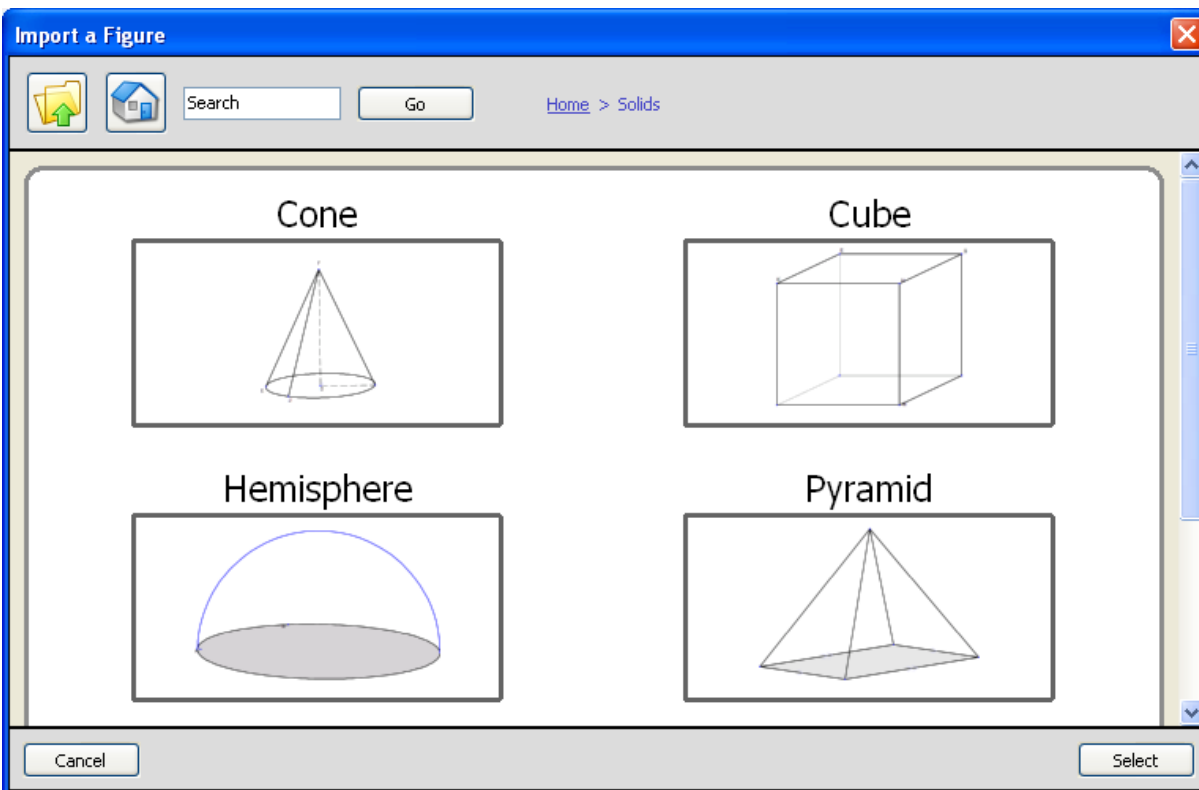 Import a Figure
Search
Go
Home > Solids
Cone
Cube
Hemisphere
Pyramid
Cancel
Select